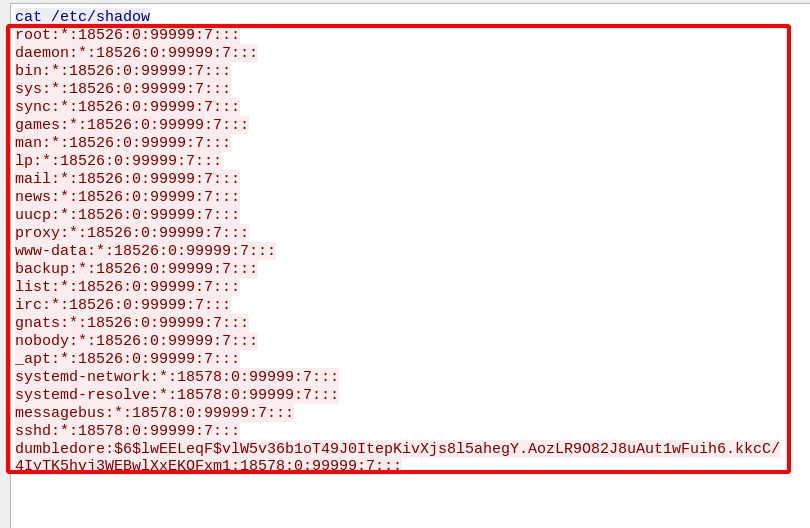 cat /etc/shadow
root:*:18526:0:99999:7:::
daemon:*:18526:0:99999:7:::
bin:*:18526:0:99999:7:::
sys:*:18526:0:99999:7:::
sync:*:18526:0:99999:7:::
games:*:18526:0:99999:7:::
man:*:18526:0:99999:7:::
lp:*:18526:0:99999:7:::
mail:*:18526:0:99999:7:::
news:*:18526:0:99999:7:::
uucp:*:18526:0:99999:7:::
proxy:*:18526:0:99999:7:::
www-data:*:18526:0:99999:7:::
backup:*:18526:0:99999:7:::
list:*:18526:0:99999:7:::
irc:*:18526:0:99999:7:::
gnats:*:18526:0:99999:7:::
nobody:*:18526:0:99999:7:::
_apt:*:18526:0:99999:7:::
systemd-network:*:18578:0:99999:7:::
systemd-resolve:*:18578:0:99999:7:::
messagebus:*:18578:0:99999:7:::
sshd:*:18578:0:99999:7:::
dumbledore:$6$lwEELeqF$vlW5v36b1oT49J0ItepKivXjs8l5ahegY.AozLR9O82J8uAut1wFuih6.kkcC/
4IvTK5hvj3WEBwlXxEKOFxm1:18578:0:99999:7:::